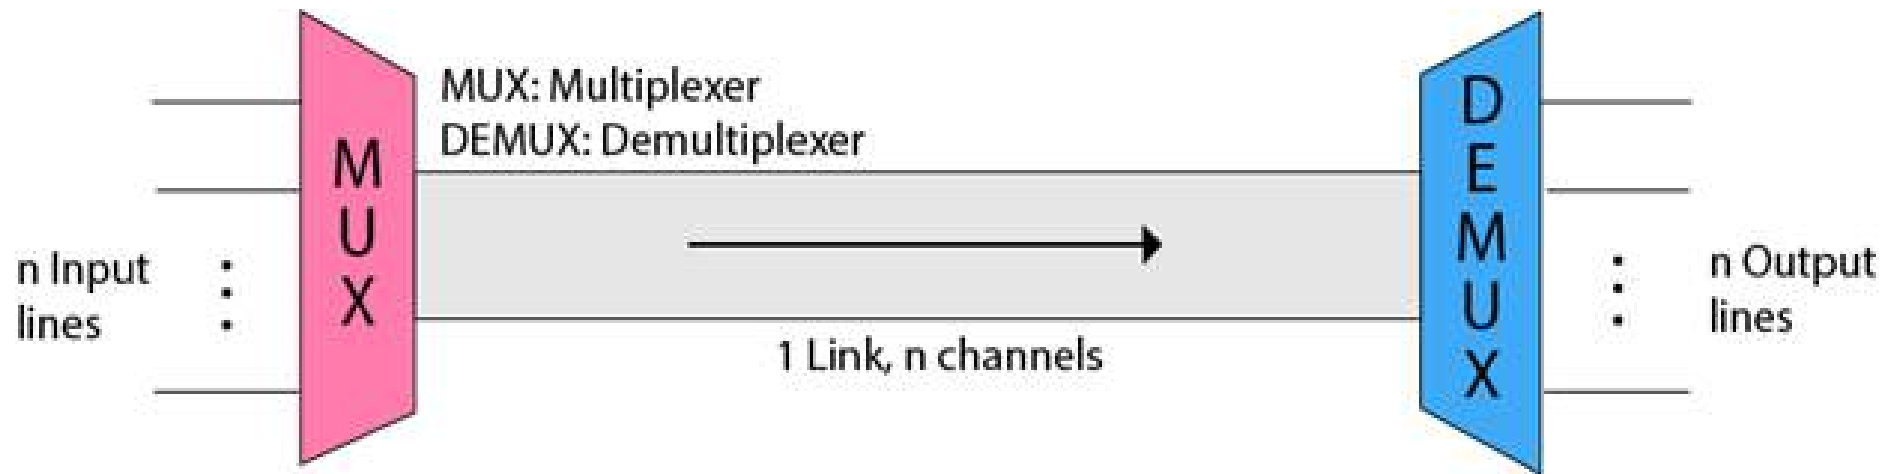 MUX: Multiplexer
DEMUX: Demultiplexer
M
U
X
D
E
M
U
X
n Input
lines
n Output
lines
1 Link, n channels